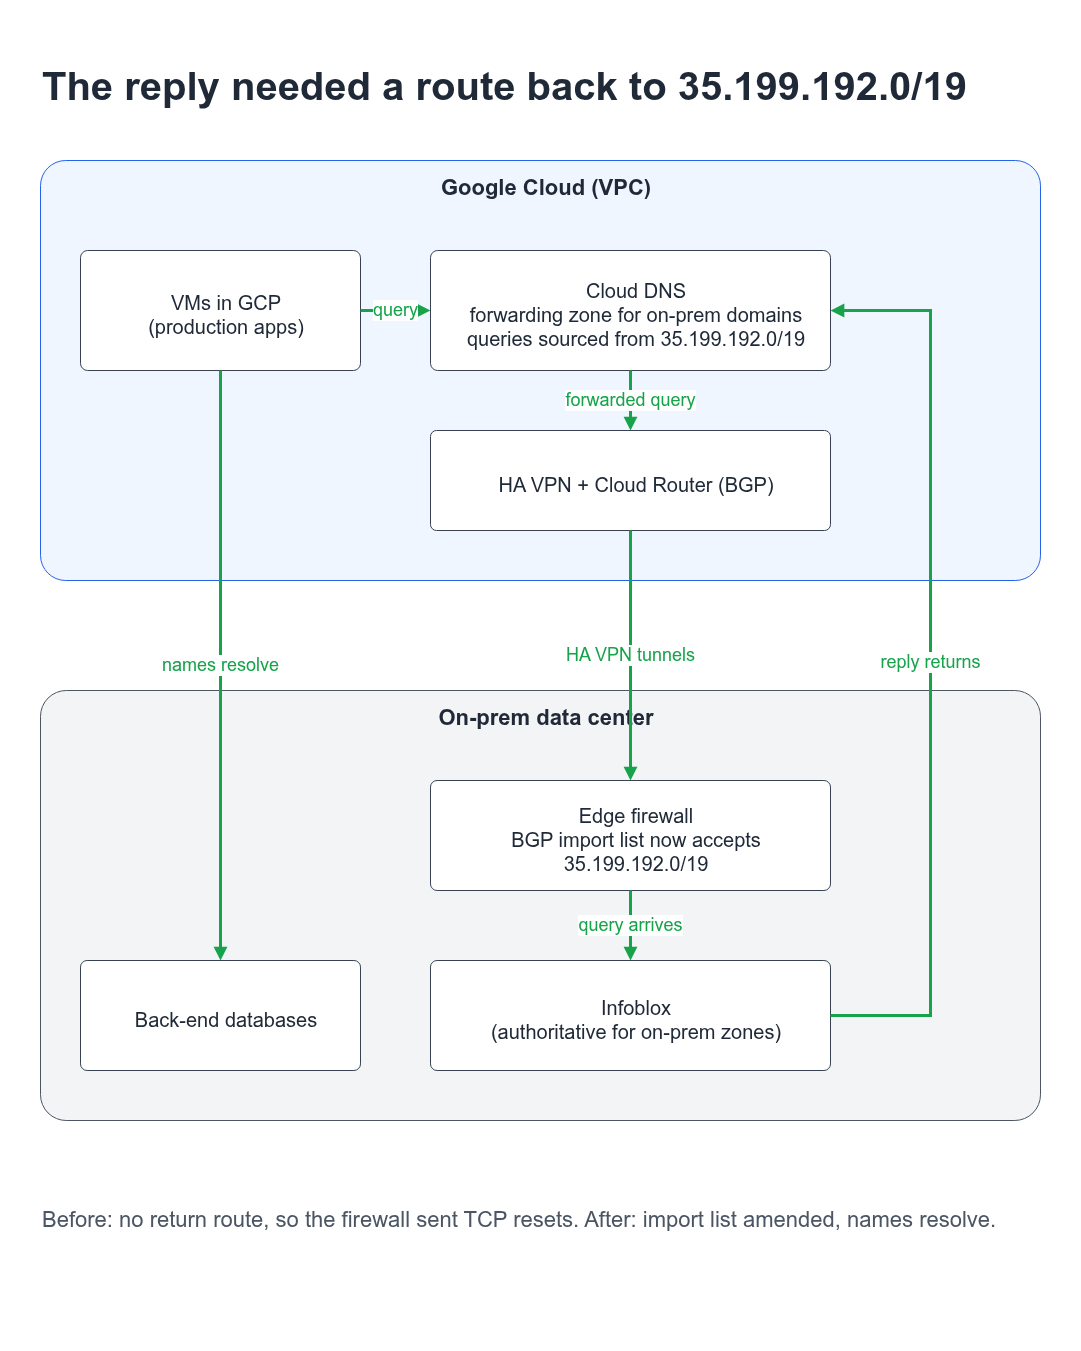 The reply needed a route back to 35.199.192.0/19
Google Cloud (VPC)
VMs in GCP
(production apps)
query
Cloud DNS
forwarding zone for on-prem domains
queries sourced from 35.199.192.0/19
forwarded query
HA VPN + Cloud Router (BGP)
names resolve
HA VPN tunnels
reply returns
On-prem data center
Edge firewall
BGP import list now accepts
35.199.192.0/19
query arrives
Back-end databases
Infoblox
(authoritative for on-prem zones)
Before: no return route, so the firewall sent TCP resets. After: import list amended, names resolve.